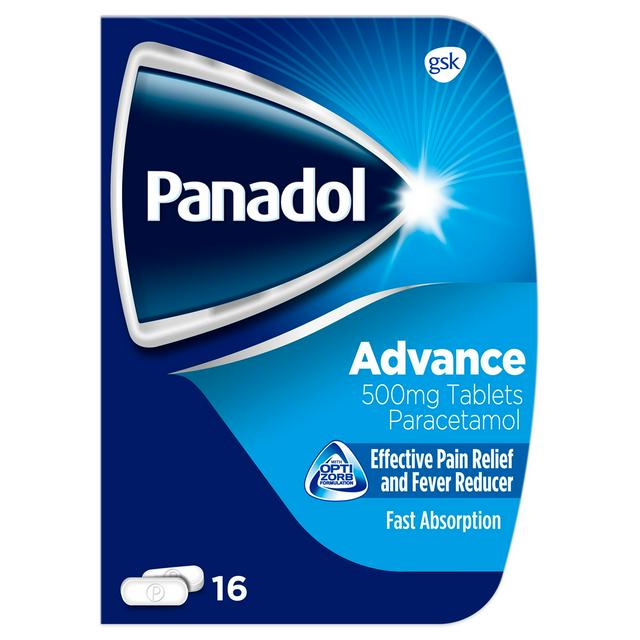 gsk
Panadol
Advance
500mg Tablets
Paracetamol
WITH
OPTI
ZORB
FORMULATION
Effective Pain Relief
and Fever Reducer
Fast Absorption
P
16